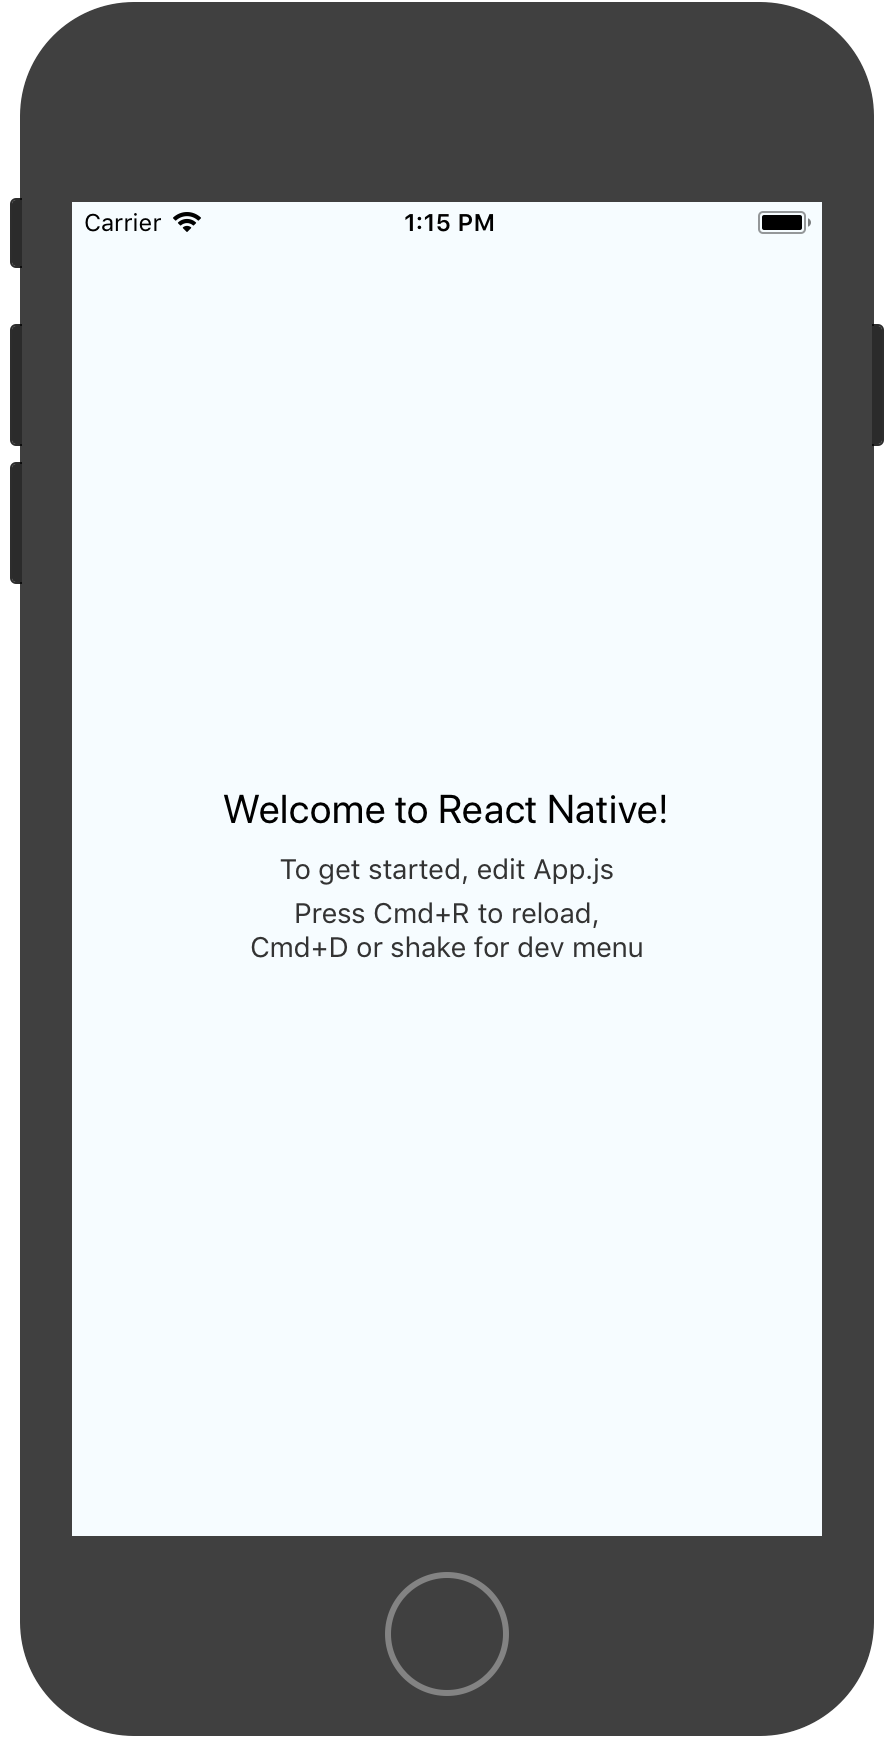 Carrier 1:15 PM
Welcome to React Native!
To get started, edit App.js
Press Cmd+R to reload,
Cmd+D or shake for dev menu